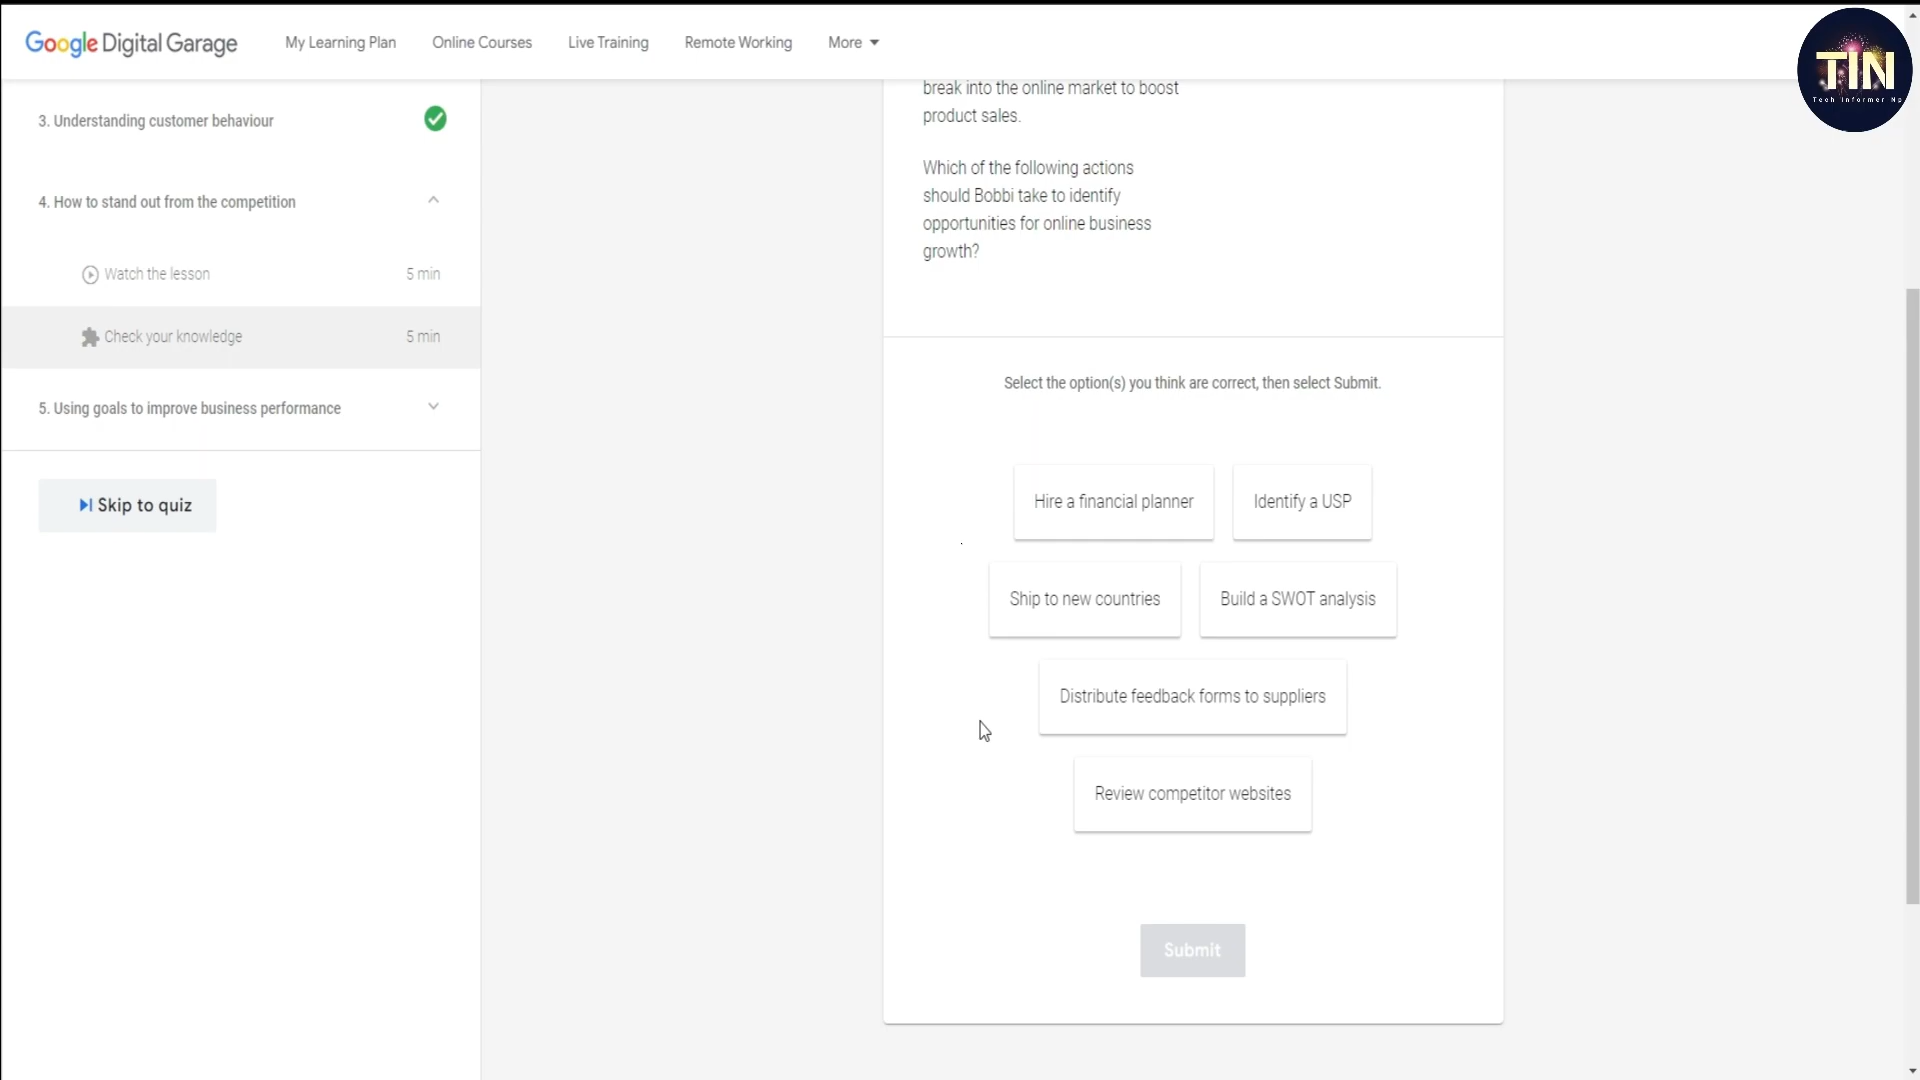 Google Digital Garage
My Learning Plan
Online Courses
Live Training
Remote Working
More
TIN
Tech Informer Np
3. Understanding customer behaviour
4. How to stand out from the competition
Watch the lesson
5 min
Check your knowledge
5 min
5. Using goals to improve business performance
Skip to quiz
break into the online market to boost
product sales.
Which of the following actions
should Bobbi take to identify
opportunities for online business
growth?
Select the option(s) you think are correct, then select Submit.
Hire a financial planner
Identify a USP
Ship to new countries
Build a SWOT analysis
Distribute feedback forms to suppliers
Review competitor websites
Submit